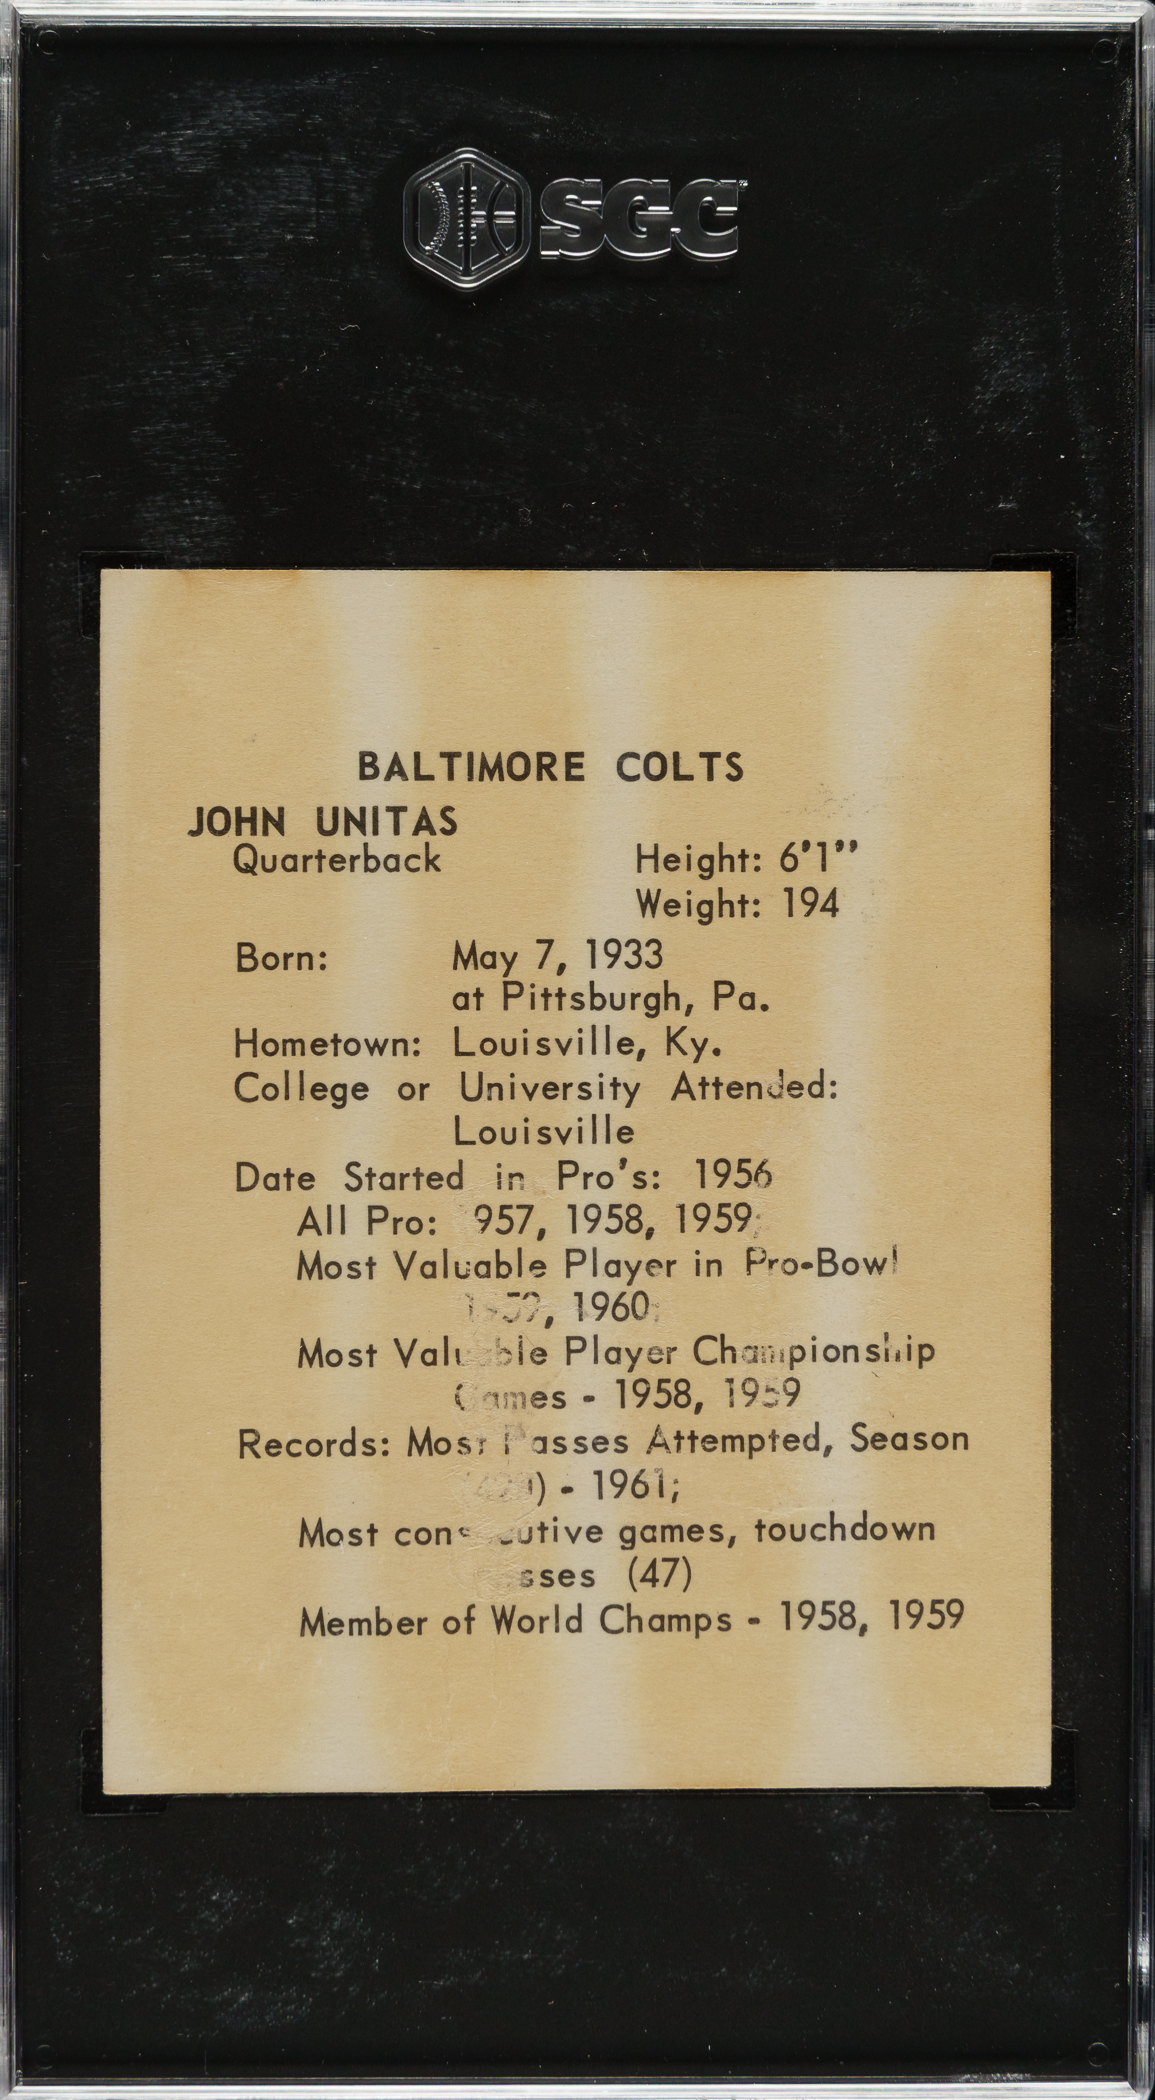 SGC
BALTIMORE COLTS
JOHN UNITAS
Quarterback Height: 6'1"
Weight: 194
Born: May 7, 1933
at Pittsburgh, Pa.
Hometown: Louisville, Ky.
College or University Attended:
Louisville
Date Started in Pro's: 1956
All Pro: 957, 1958, 1959;
Most Valuable Player in Pro-Bowl
1959, 1960;
Most Valuable Player Championship
Games - 1958, 1959
Records: Most Passes Attempted, Season
- 1961;
Most consecutive games, touchdown
(47)
Member of World Champs - 1958, 1959